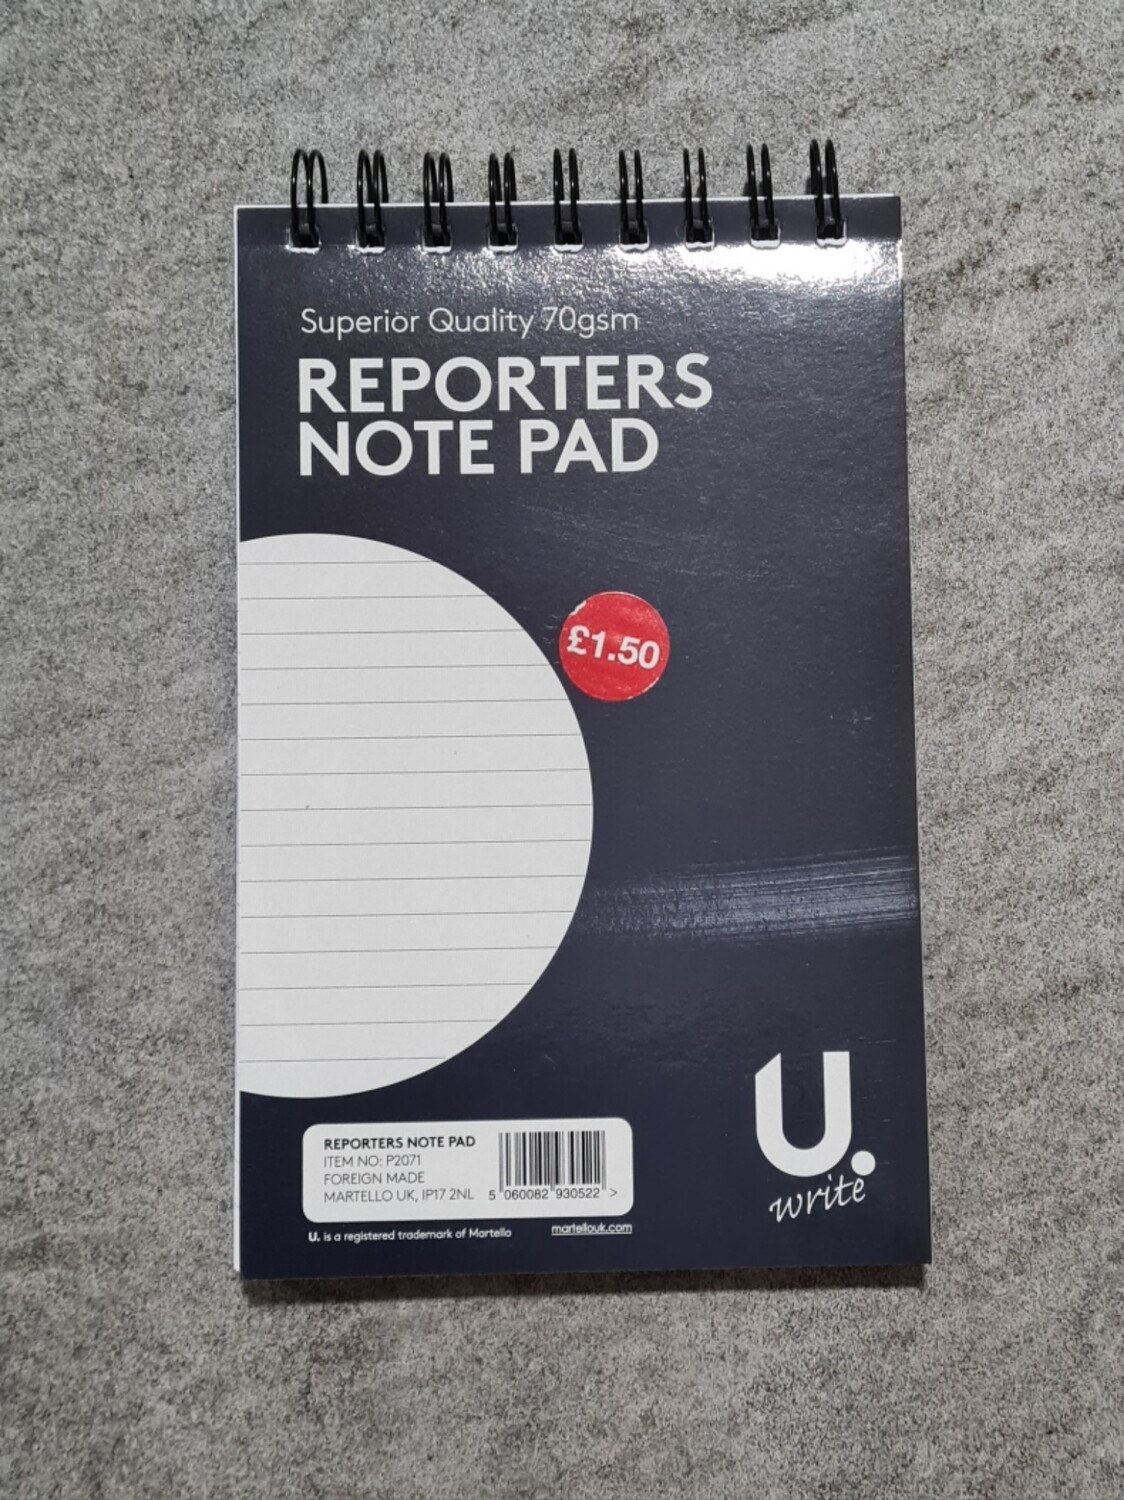 Superior Quality 70gsm
REPORTERS
NOTE PAD
£1.50
U.
write
REPORTERS NOTE PAD
ITEM NO: P2071
FOREIGN MADE
MARTELLO UK, IP17 2NL
5 060082 930522 >
U. is a registered trademark of Martello
martellouk.com